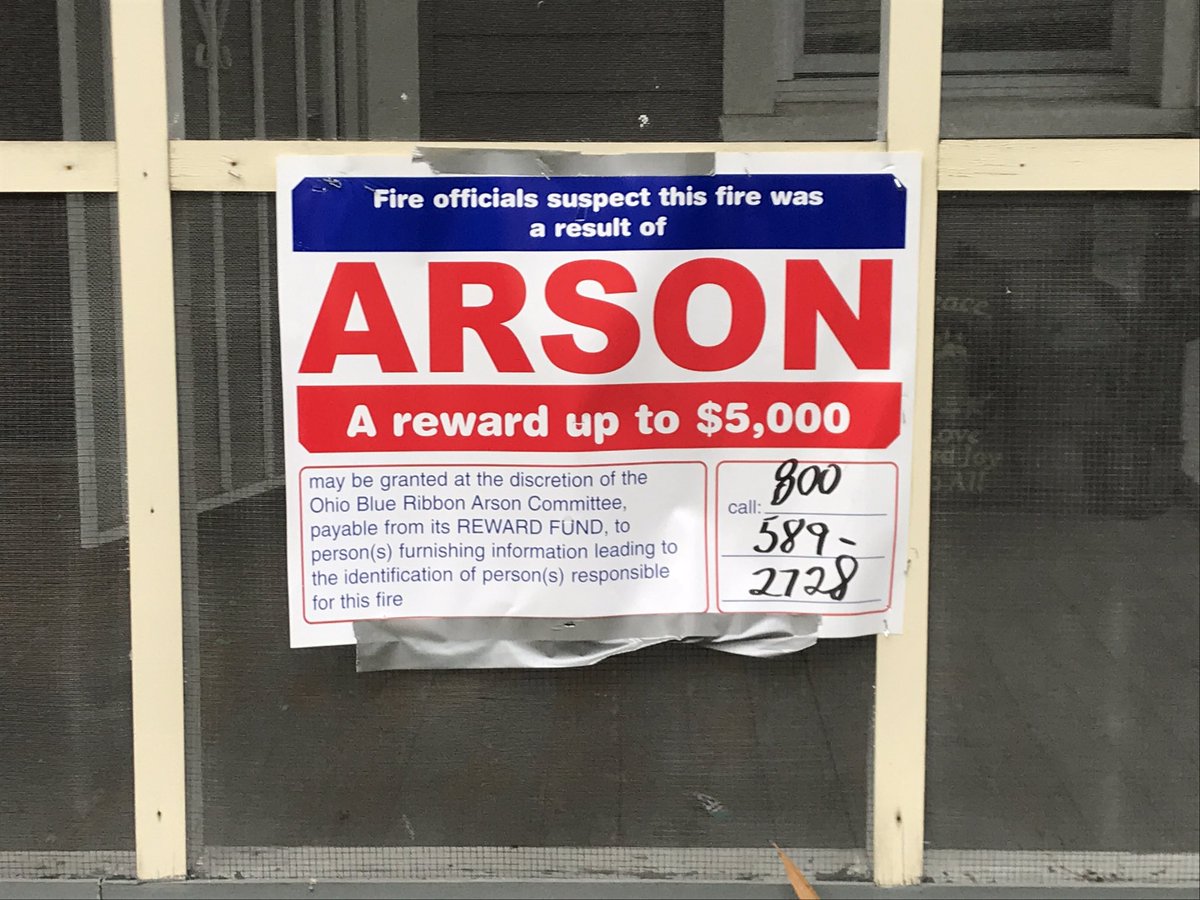 Fire officials suspect this fire was
a result of
ARSON
A reward up to $5,000
may be granted at the discretion of the
Ohio Blue Ribbon Arson Committee,
payable from its REWARD FUND, to
person(s) furnishing information leading to
the identification of person(s) responsible
for this fire
call: 800
589-
2728